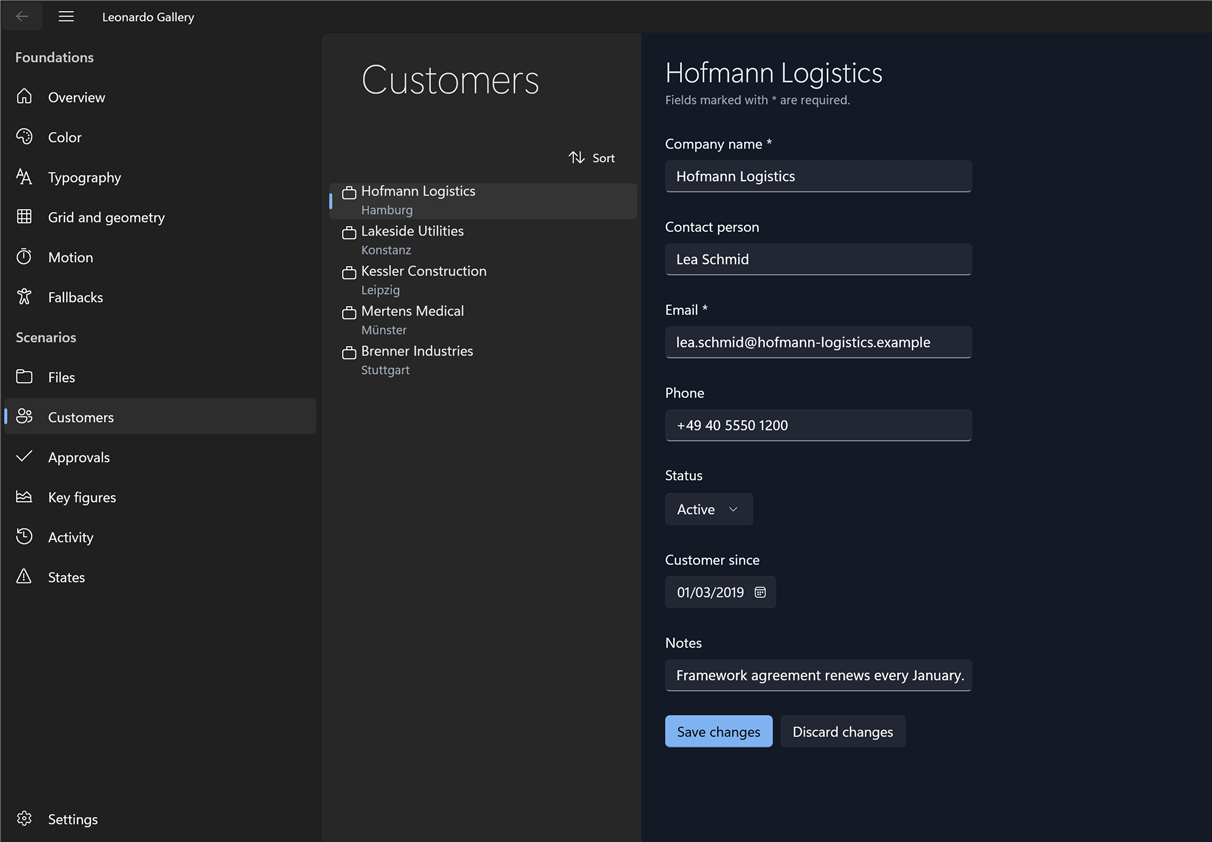 Leonardo Gallery
Foundations
Overview
Color
Typography
Grid and geometry
Motion
Fallbacks
Scenarios
Files
Customers
Approvals
Key figures
Activity
States
Settings
Customers
Sort
Hofmann Logistics
Hamburg
Lakeside Utilities
Konstanz
Kessler Construction
Leipzig
Mertens Medical
Münster
Brenner Industries
Stuttgart
Hofmann Logistics
Fields marked with * are required.
Company name *
Hofmann Logistics
Contact person
Lea Schmid
Email *
lea.schmid@hofmann-logistics.example
Phone
+49 40 5550 1200
Status
Active
Customer since
01/03/2019
Notes
Framework agreement renews every January.
Save changes
Discard changes